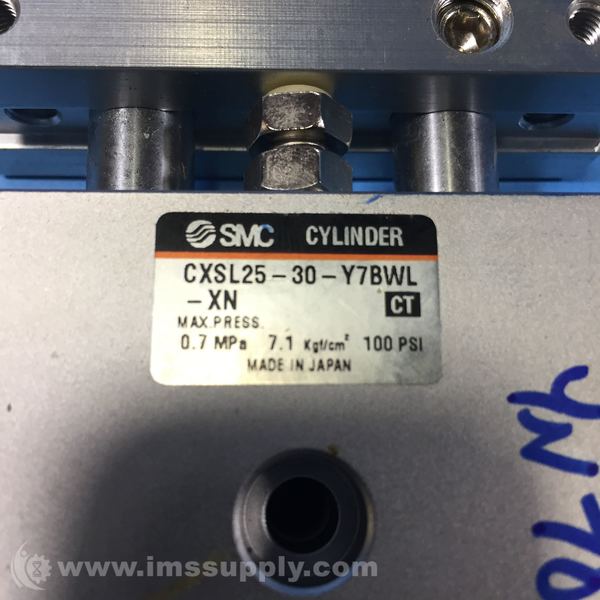 SMC CYLINDER
CXSL25-30-Y7BWL
-XN CT
MAX.PRESS.
0.7 MPa 7.1 Kgf/cm² 100 PSI
MADE IN JAPAN
iMS
www.imssupply.com